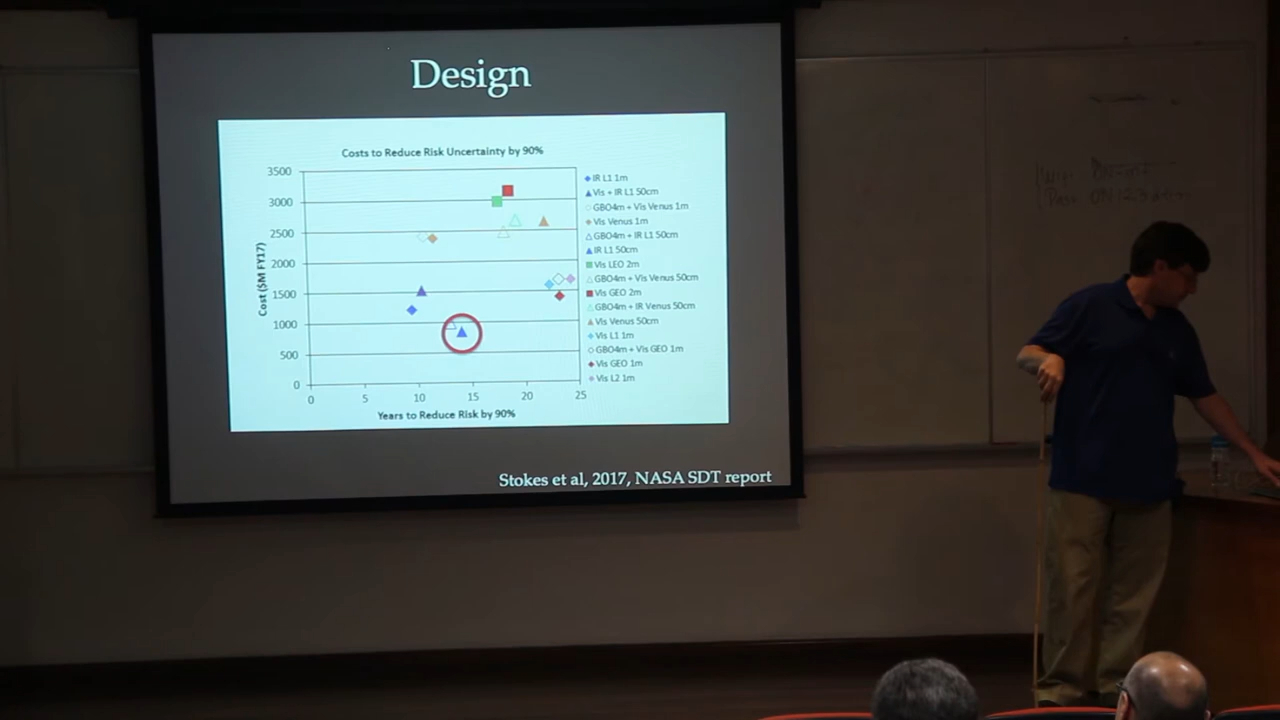 Design
Costs to Reduce Risk Uncertainty by 90%
3500
3000
2500
2000
1500
1000
500
0
Cost ($M FY17)
0 5 10 15 20 25
Years to Reduce Risk by 90%
IR L1 1m
Vis + IR L1 50cm
GBO4m + Vis Venus 1m
Vis Venus 1m
GBO4m + IR L1 50cm
IR L1 50cm
Vis LEO 2m
GBO4m + Vis Venus 50cm
Vis GEO 2m
GBO4m + IR Venus 50cm
Vis Venus 50cm
Vis L1 1m
GBO4m + Vis GEO 1m
Vis GEO 1m
Vis L2 1m
Stokes et al, 2017, NASA SDT report